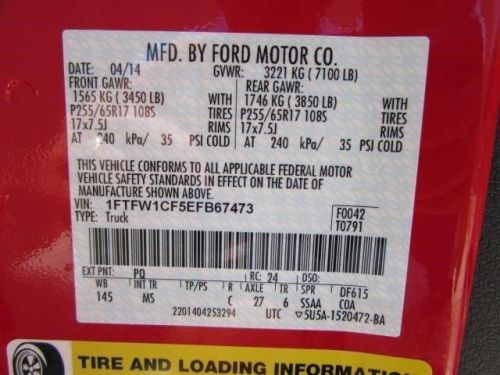 MFD. BY FORD MOTOR CO.
DATE: 04/14 GVWR: 3221 KG ( 7100 LB)
FRONT GAWR: REAR GAWR:
1565 KG ( 3450 LB) WITH 1746 KG ( 3850 LB) WITH
P255/65R17 108S TIRES P255/65R17 108S TIRES
17x7.5J RIMS 17x7.5J RIMS
AT 240 kPa/ 35 PSI COLD AT 240 kPa/ 35 PSI COLD
THIS VEHICLE CONFORMS TO ALL APPLICABLE FEDERAL MOTOR
VEHICLE SAFETY STANDARDS IN EFFECT ON THE DATE OF
MANUFACTURE SHOWN ABOVE.
VIN: 1FTFW1CF5EFB67473 F0042
TYPE: Truck T0791
EXT PNT: PQ RC: 24 DSO:
WB INT TR TP/PS R AXLE TR SPR DF615
145 MS C 27 6 SSAA COA
2201404253294 UTC ▽5U5A-1520472-BA
TIRE AND LOADING INFORMATION